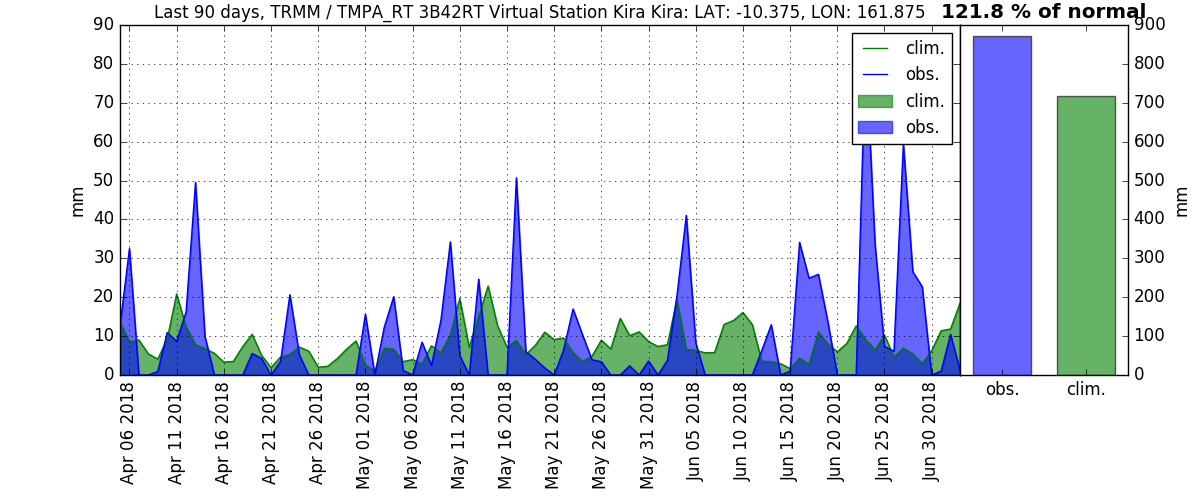 Last 90 days, TRMM / TMPA_RT 3B42RT Virtual Station Kira Kira: LAT: -10.375, LON: 161.875 121.8 % of normal
clim.
obs.
clim.
obs.
mm
90
80
70
60
50
40
30
20
10
0
Apr 06 2018
Apr 11 2018
Apr 16 2018
Apr 21 2018
Apr 26 2018
May 01 2018
May 06 2018
May 11 2018
May 16 2018
May 21 2018
May 26 2018
May 31 2018
Jun 05 2018
Jun 10 2018
Jun 15 2018
Jun 20 2018
Jun 25 2018
Jun 30 2018
900
800
700
600
500
400
300
200
100
0
mm
obs.
clim.